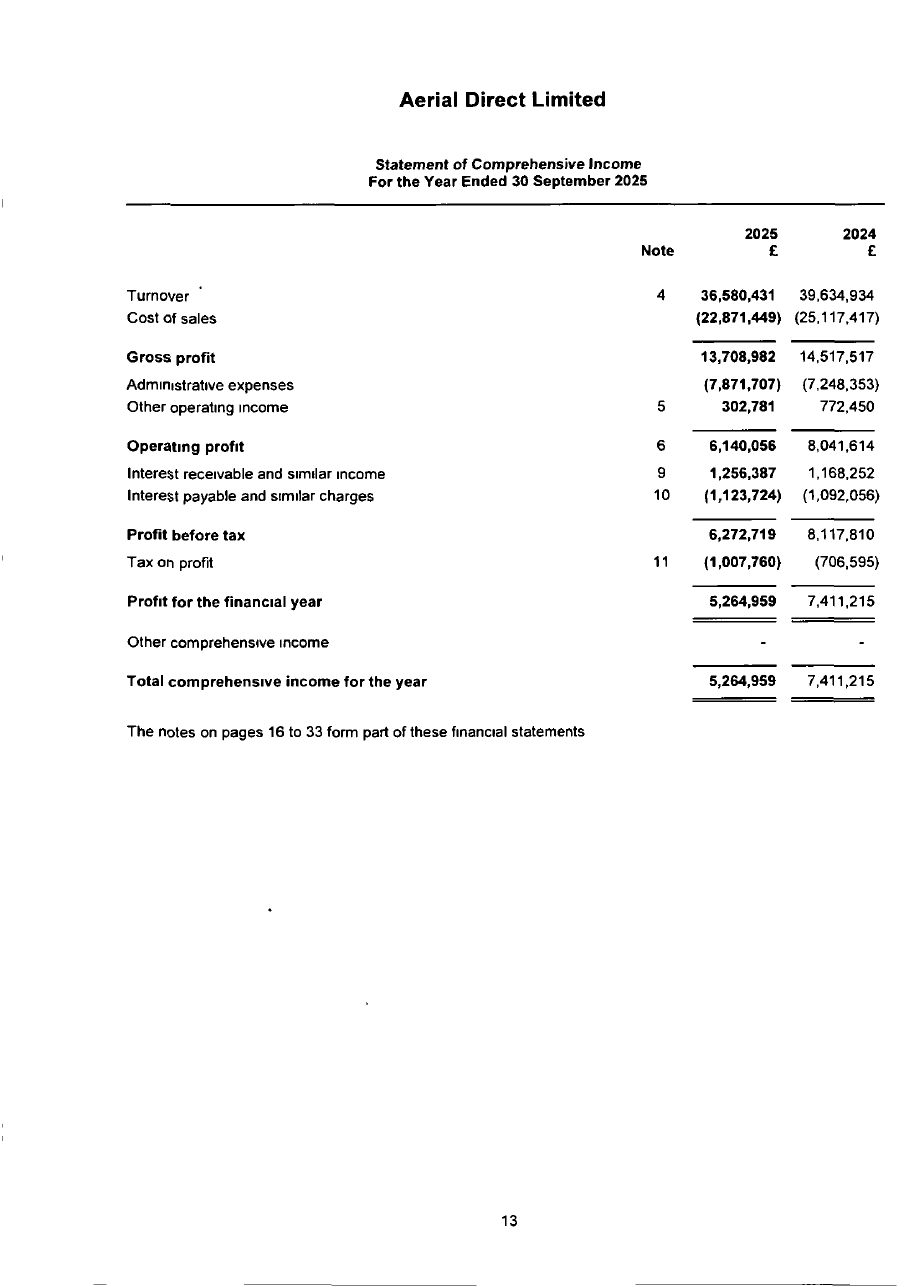 Aerial Direct Limited
Statement of Comprehensive Income
For the Year Ended 30 September 2025
2025 2024
Note £ £
Turnover 4 36,580,431 39,634,934
Cost of sales (22,871,449) (25,117,417)
Gross profit 13,708,982 14,517,517
Administrative expenses (7,871,707) (7,248,353)
Other operating income 5 302,781 772,450
Operating profit 6 6,140,056 8,041,614
Interest receivable and similar income 9 1,256,387 1,168,252
Interest payable and similar charges 10 (1,123,724) (1,092,056)
Profit before tax 6,272,719 8,117,810
Tax on profit 11 (1,007,760) (706,595)
Profit for the financial year 5,264,959 7,411,215
Other comprehensive income - -
Total comprehensive income for the year 5,264,959 7,411,215
The notes on pages 16 to 33 form part of these financial statements
13